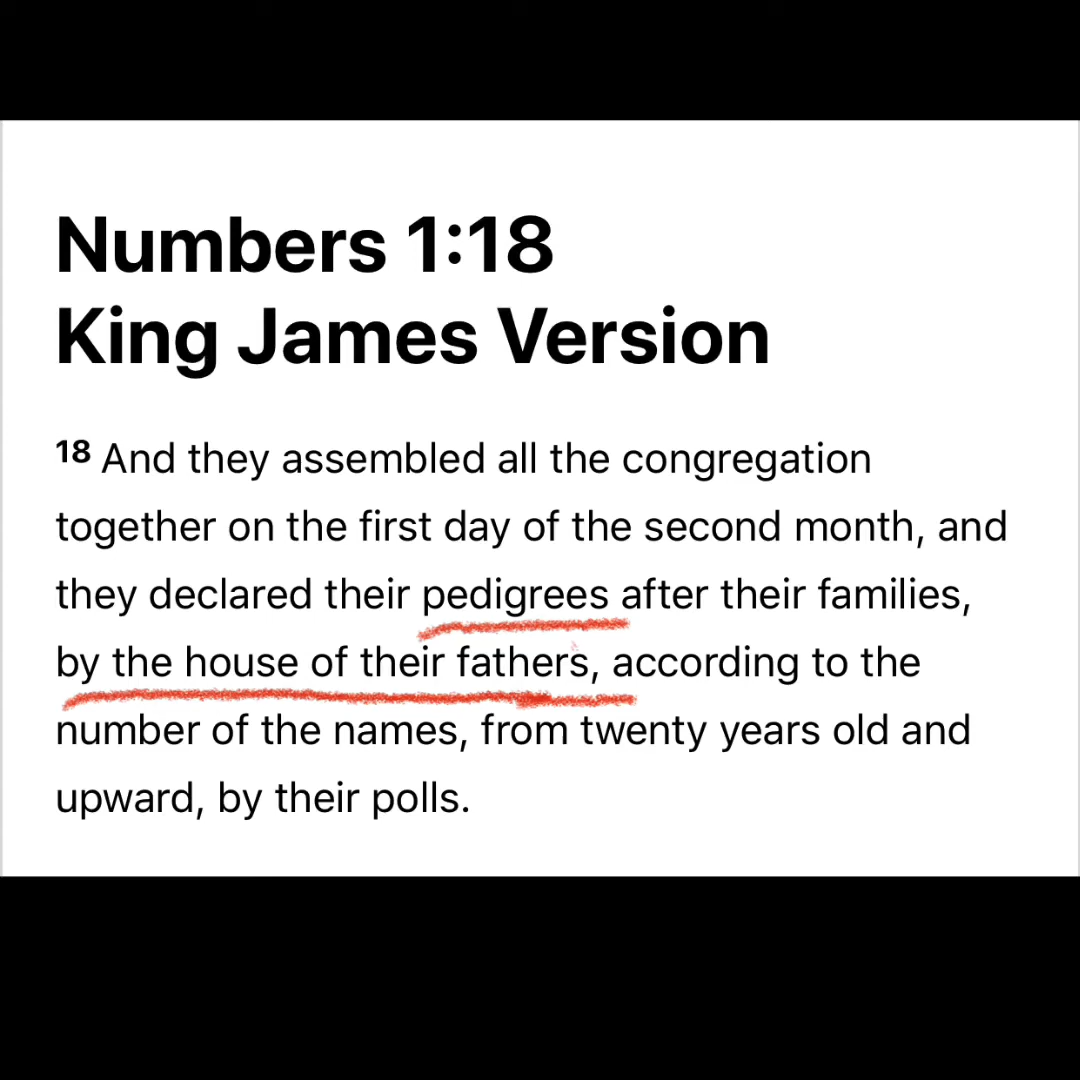 Numbers 1:18
King James Version
18 And they assembled all the congregation
together on the first day of the second month, and
they declared their pedigrees after their families,
by the house of their fathers, according to the
number of the names, from twenty years old and
upward, by their polls.